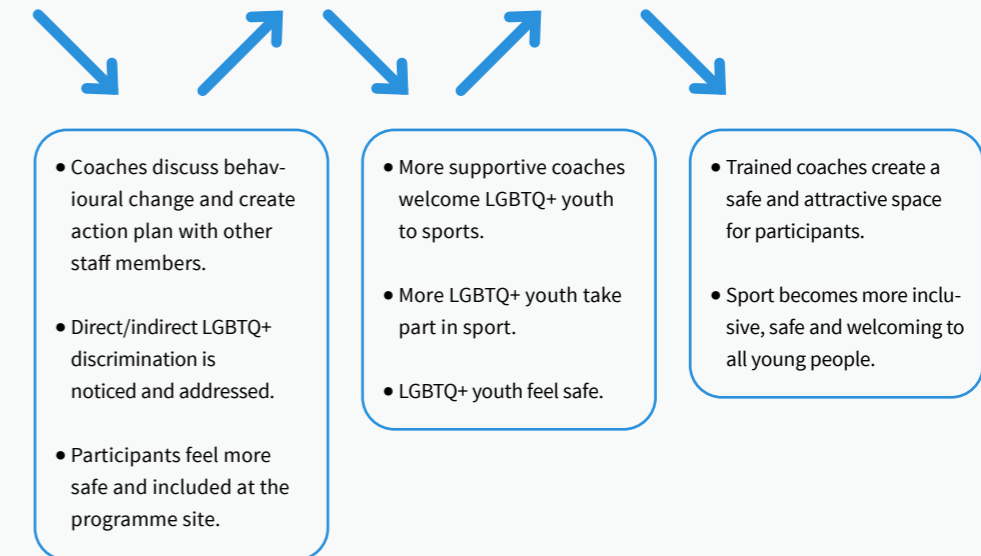 • Coaches discuss behav-
ioural change and create
action plan with other
staff members.
• Direct/indirect LGBTQ+
discrimination is
noticed and addressed.
• Participants feel more
safe and included at the
programme site.
• More supportive coaches
welcome LGBTQ+ youth
to sports.
• More LGBTQ+ youth take
part in sport.
• LGBTQ+ youth feel safe.
• Trained coaches create a
safe and attractive space
for participants.
• Sport becomes more inclu-
sive, safe and welcoming to
all young people.